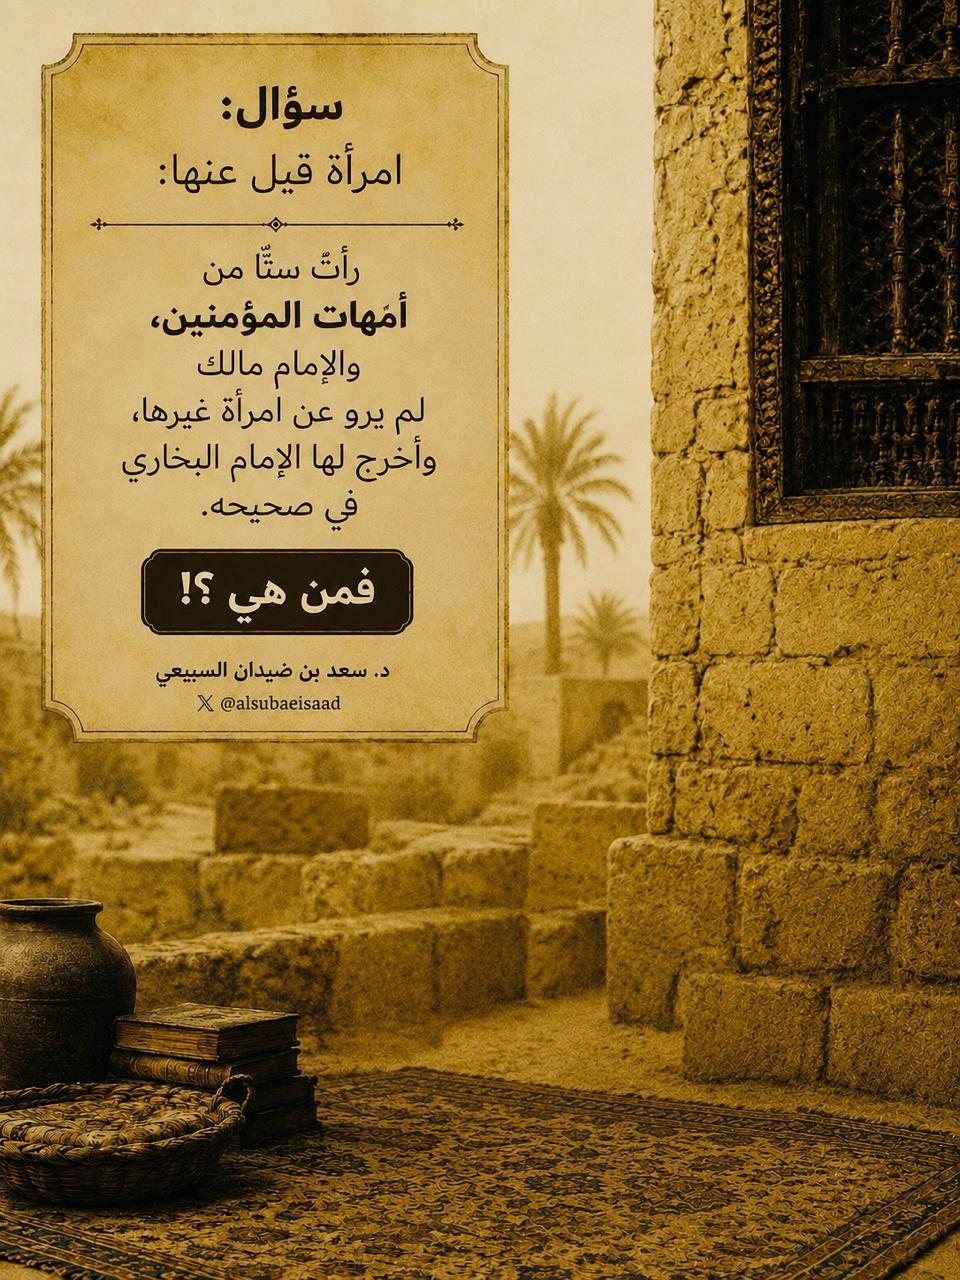 سؤال:
امرأة قيل عنها:
رأتْ ستًّا من
أمّهات المؤمنين،
والإمام مالك
لم يرو عن امرأة غيرها،
وأخرج لها الإمام البخاري
في صحيحه.
فمن هي ؟!
د. سعد بن ضيدان السبيعي
𝕏 @alsubaeisaad